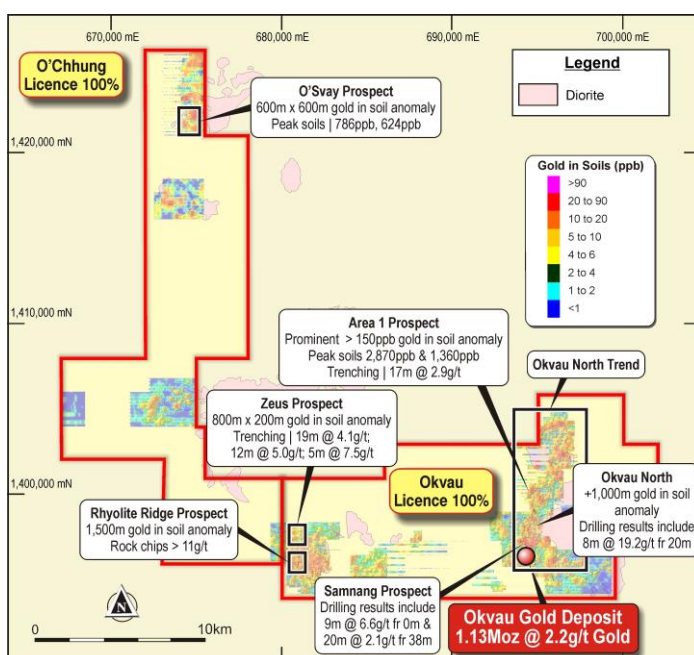 670,000 mE
680,000
690,000 mE
700,000 mE
O'Chhung
Licence 100%
O'Svay Prospect
600m x 600m gold in soil anomaly
Peak soils | 786ppb, 624ppb
Legend
Diorite
1,420,000 mN
Gold in Soils (ppb)
>90
20 to 90
10 to 20
5 to 10
4 to 6
2 to 4
1 to 2
<1
1,410,000 mN
Area 1 Prospect
Prominent > 150ppb gold in soil anomaly
Peak soils 2,870ppb & 1,360ppb
Trenching | 17m @ 2.9g/t
Okvau North Trend
Zeus Prospect
800m x 200m gold in soil anomaly
Trenching | 19m @ 4.1g/t;
12m @ 5.0g/t; 5m @ 7.5g/t
Okvau
Licence 100%
Okvau North
+1,000m gold in soil
anomaly
Drilling results include
8m @ 19.2g/t fr 20m
1,400,000 mN
Rhyolite Ridge Prospect
1,500m gold in soil anomaly
Rock chips > 11g/t
Samnang Prospect
Drilling results include
9m @ 6.6g/t fr 0m &
20m @ 2.1g/t fr 38m
Okvau Gold Deposit
1.13Moz @ 2.2g/t Gold
N
0
10km